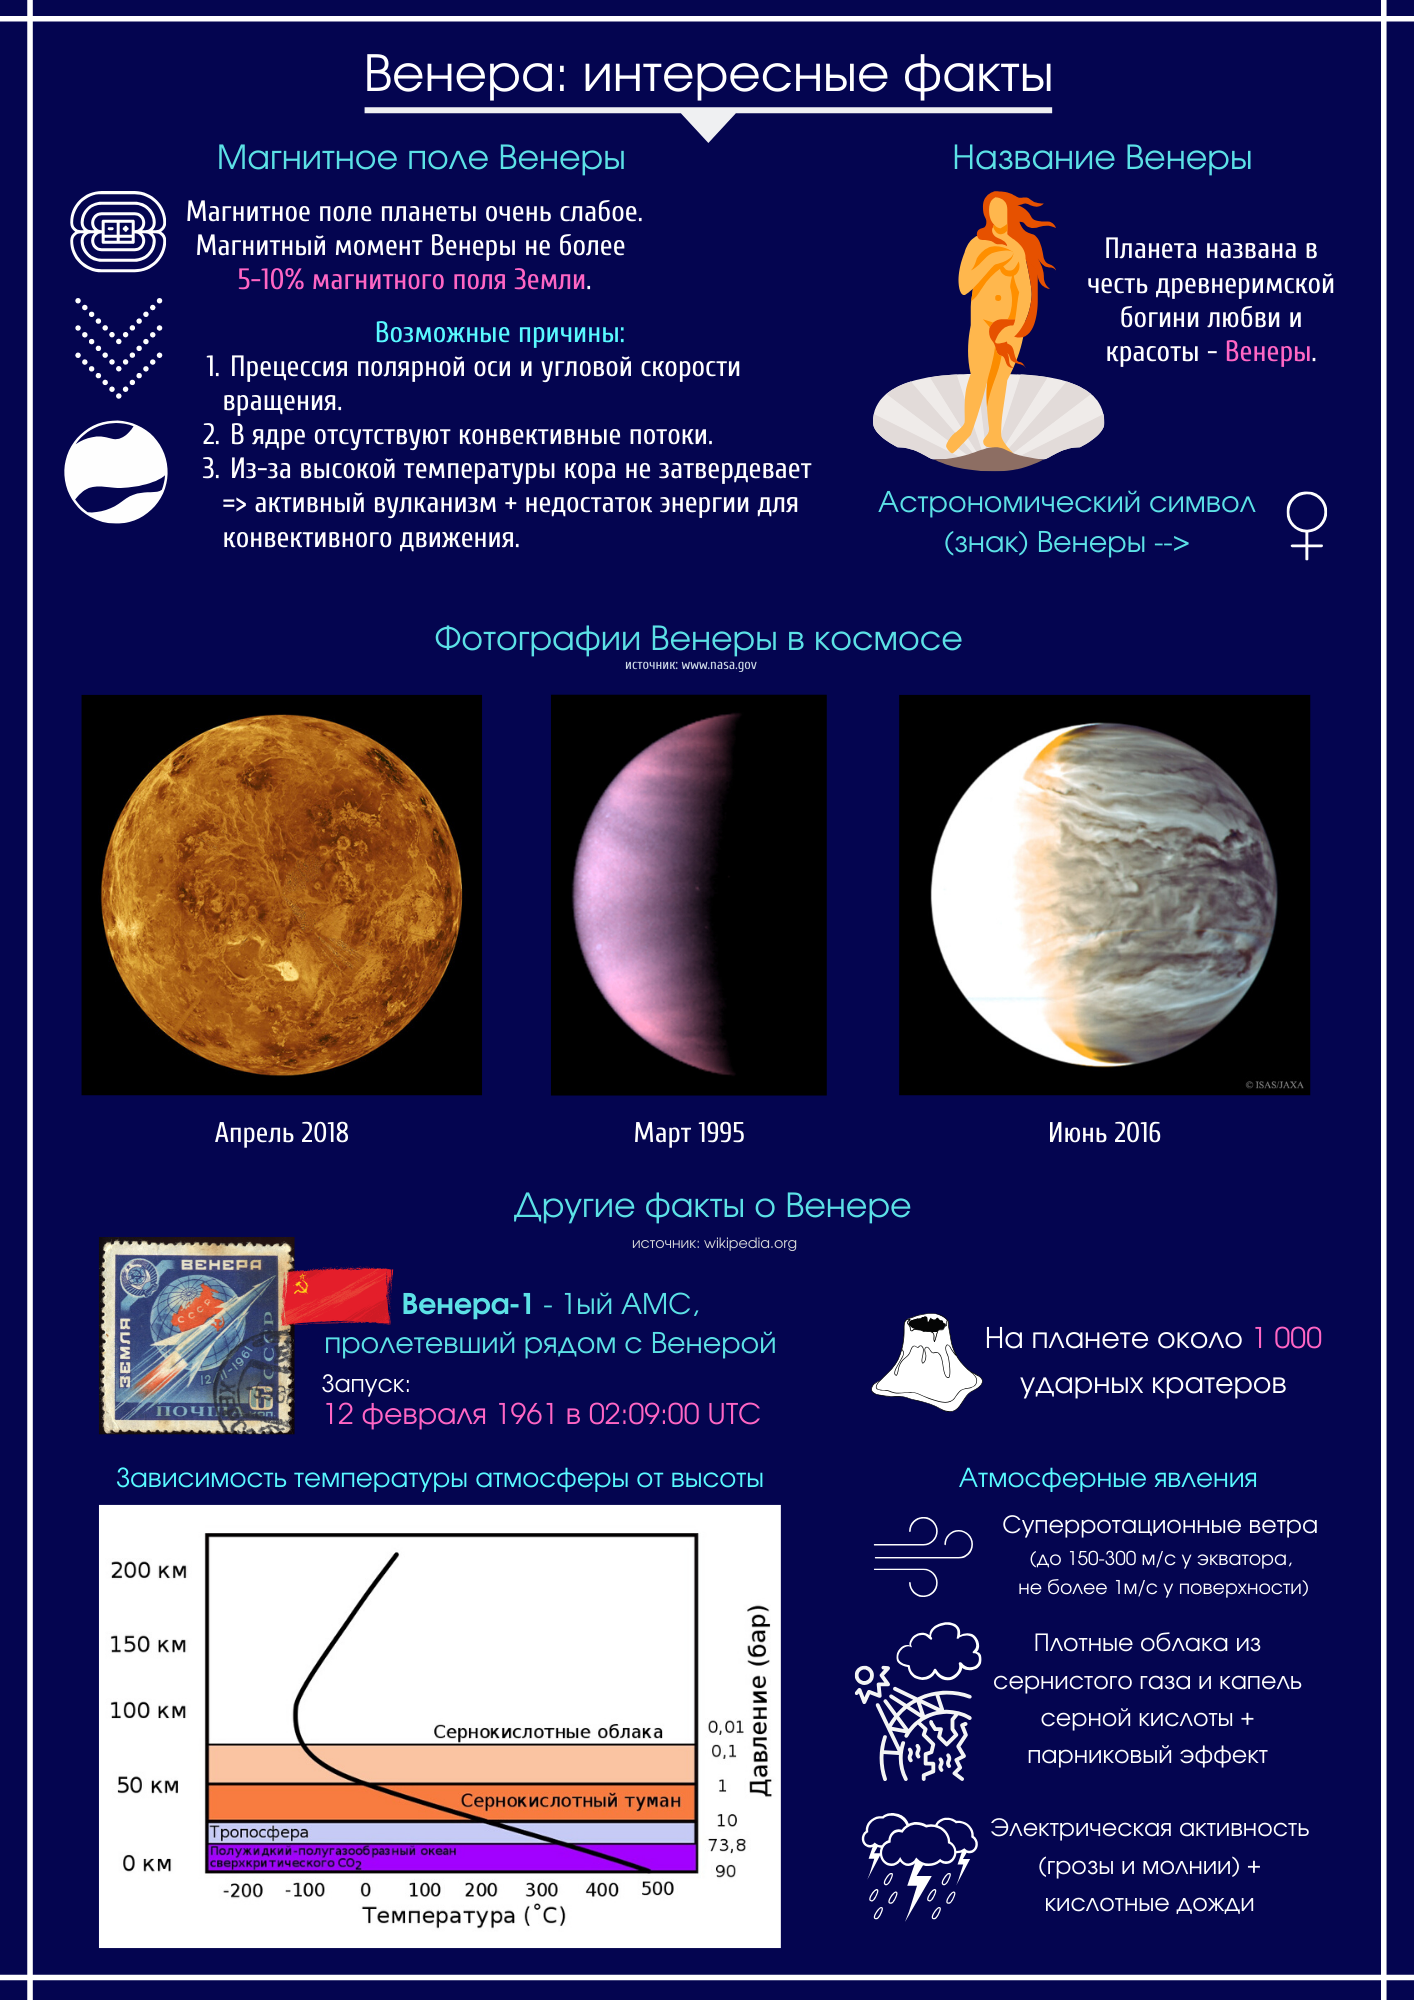 Венера: интересные факты
Магнитное поле Венеры
Магнитное поле планеты очень слабое.
Магнитный момент Венеры не более
5-10% магнитного поля Земли.
Возможные причины:
1. Прецессия полярной оси и угловой скорости
вращения.
2. В ядре отсутствуют конвективные потоки.
3. Из-за высокой температуры кора не затвердевает
=> активный вулканизм + недостаток энергии для
конвективного движения.
Название Венеры
Планета названа в
честь древнеримской
богини любви и
красоты - Венеры.
Астрономический символ
(знак) Венеры -->
Фотографии Венеры в космосе
источник: www.nasa.gov
© ISAS/JAXA
Апрель 2018
Март 1995
Июнь 2016
Другие факты о Венере
источник: wikipedia.org
ВЕНЕРА
ЗЕМЛЯ
СССР
СССР
12-II-1961
ПОЧТА
6
КОП.
Венера-1 - 1ый АМС,
пролетевший рядом с Венерой
Запуск:
12 февраля 1961 в 02:09:00 UTC
На планете около 1 000
ударных кратеров
Зависимость температуры атмосферы от высоты
200 км
150 км
100 км
50 км
0 км
Сернокислотные облака
Сернокислотный туман
Тропосфера
Полужидкий-полугазообразный океан
сверхкритического CO2
0,01
0,1
1
10
73,8
90
Давление (бар)
-200 -100 0 100 200 300 400 500
Температура (˚C)
Атмосферные явления
Суперротационные ветра
(до 150-300 м/с у экватора,
не более 1м/с у поверхности)
Плотные облака из
сернистого газа и капель
серной кислоты +
парниковый эффект
Электрическая активность
(грозы и молнии) +
кислотные дожди